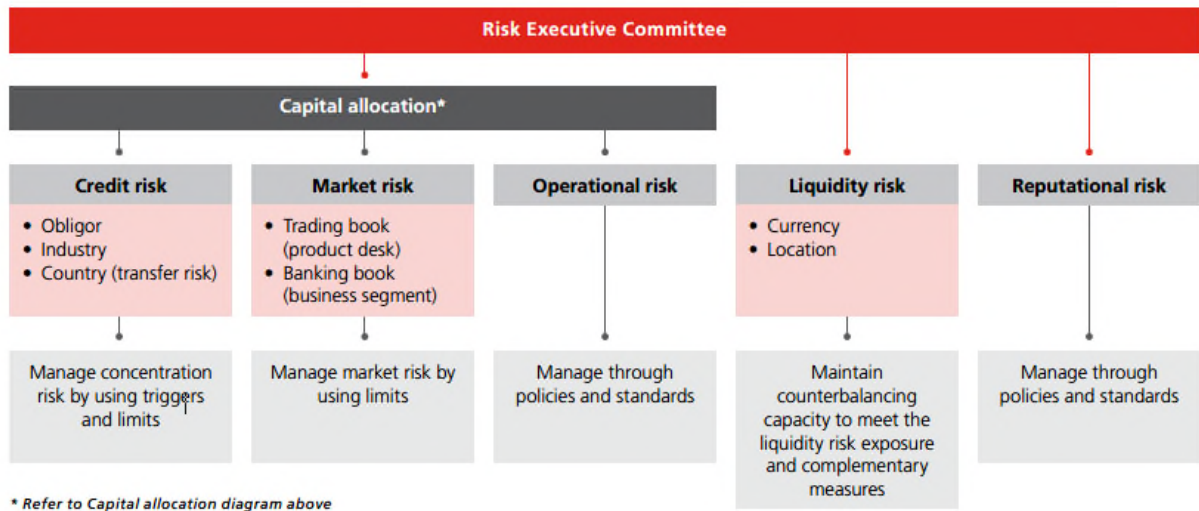 Risk Executive Committee
Capital allocation*
Credit risk
• Obligor
• Industry
• Country (transfer risk)
Manage concentration
risk by using triggers
and limits
Market risk
• Trading book
(product desk)
• Banking book
(business segment)
Manage market risk by
using limits
Operational risk
Manage through
policies and standards
Liquidity risk
• Currency
• Location
Maintain
counterbalancing
capacity to meet the
liquidity risk exposure
and complementary
measures
Reputational risk
Manage through
policies and standards
* Refer to Capital allocation diagram above